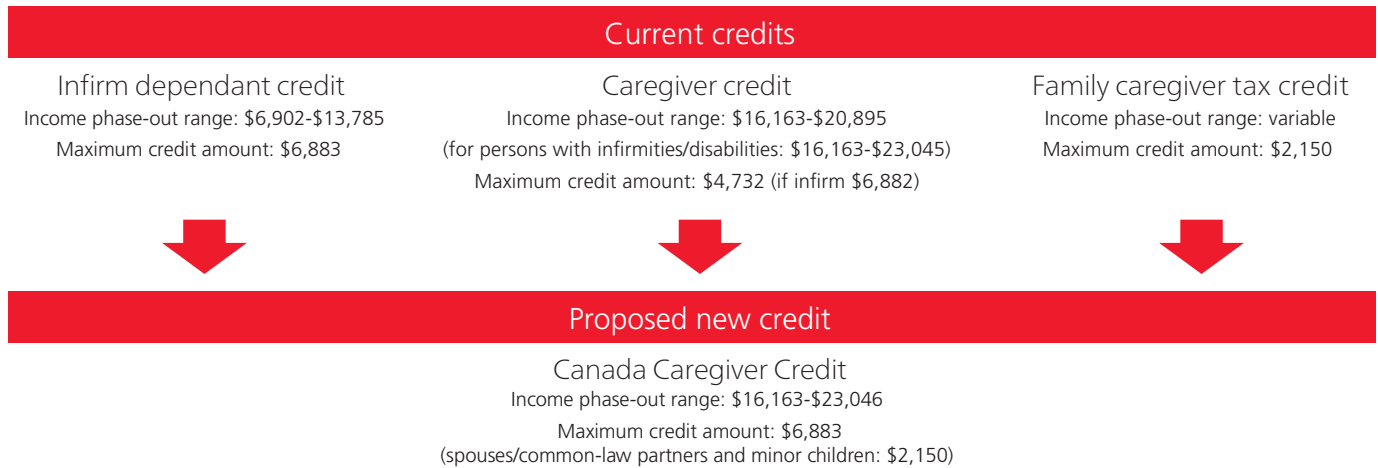 Current credits
Infirm dependant credit
Income phase-out range: $6,902-$13,785
Maximum credit amount: $6,883
Caregiver credit
Income phase-out range: $16,163-$20,895
(for persons with infirmities/disabilities: $16,163-$23,045)
Maximum credit amount: $4,732 (if infirm $6,882)
Family caregiver tax credit
Income phase-out range: variable
Maximum credit amount: $2,150
Proposed new credit
Canada Caregiver Credit
Income phase-out range: $16,163-$23,046
Maximum credit amount: $6,883
(spouses/common-law partners and minor children: $2,150)